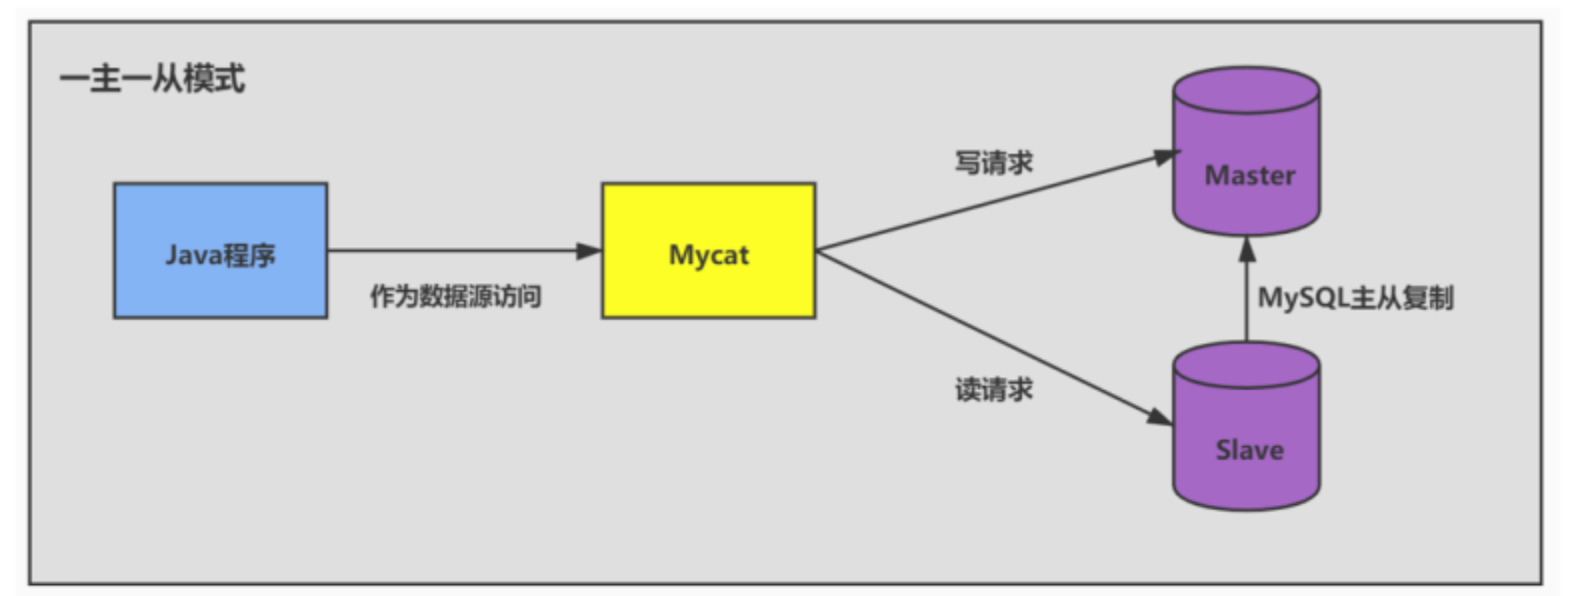 一主一从模式
Java程序
作为数据源访问
Mycat
写请求
读请求
Master
MySQL主从复制
Slave